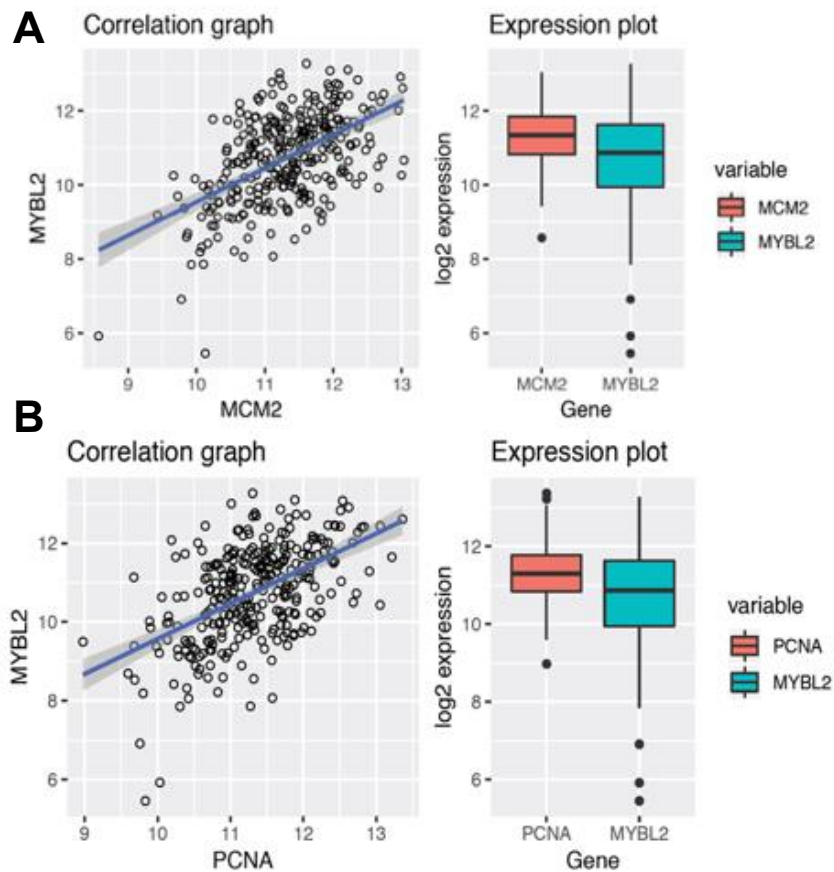 A
Correlation graph
Expression plot
MYBL2
12
10
8
6
9
10
11
12
13
MCM2
log2 expression
12
10
8
6
MCM2
MYBL2
Gene
variable
MCM2
MYBL2
B
Correlation graph
Expression plot
MYBL2
12
10
8
6
9
10
11
12
13
PCNA
log2 expression
12
10
8
6
PCNA
MYBL2
Gene
variable
PCNA
MYBL2